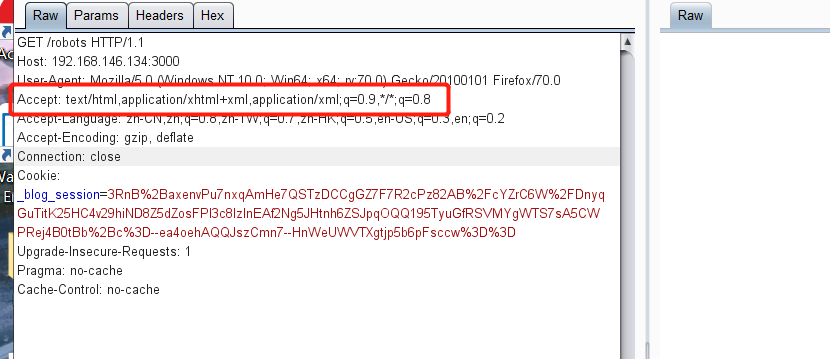 Raw Params Headers Hex Raw
GET /robots HTTP/1.1
Host: 192.168.146.134:3000
User-Agent: Mozilla/5.0 (Windows NT 10.0; Win64; x64; rv:70.0) Gecko/20100101 Firefox/70.0
Accept: text/html,application/xhtml+xml,application/xml;q=0.9,*/*;q=0.8
Accept-Language: zh-CN,zh;q=0.8,zh-TW;q=0.7,zh-HK;q=0.5,en-US;q=0.3,en;q=0.2
Accept-Encoding: gzip, deflate
Connection: close
Cookie:
_blog_session=3RnB%2BaxenvPu7nxqAmHe7QSTzDCCgGZ7F7R2cPz82AB%2FcYZrC6W%2FDnyq
GuTitK25HC4v29hiND8Z5dZosFPl3c8lzlnEAf2Ng5JHtnh6ZSJpqOQQ195TyuGfRSVMYgWTS7sA5CW
PRej4B0tBb%2Bc%3D--ea4oehAQQJszCmn7--HnWeUWVTXgtjp5b6pFsccw%3D%3D
Upgrade-Insecure-Requests: 1
Pragma: no-cache
Cache-Control: no-cache